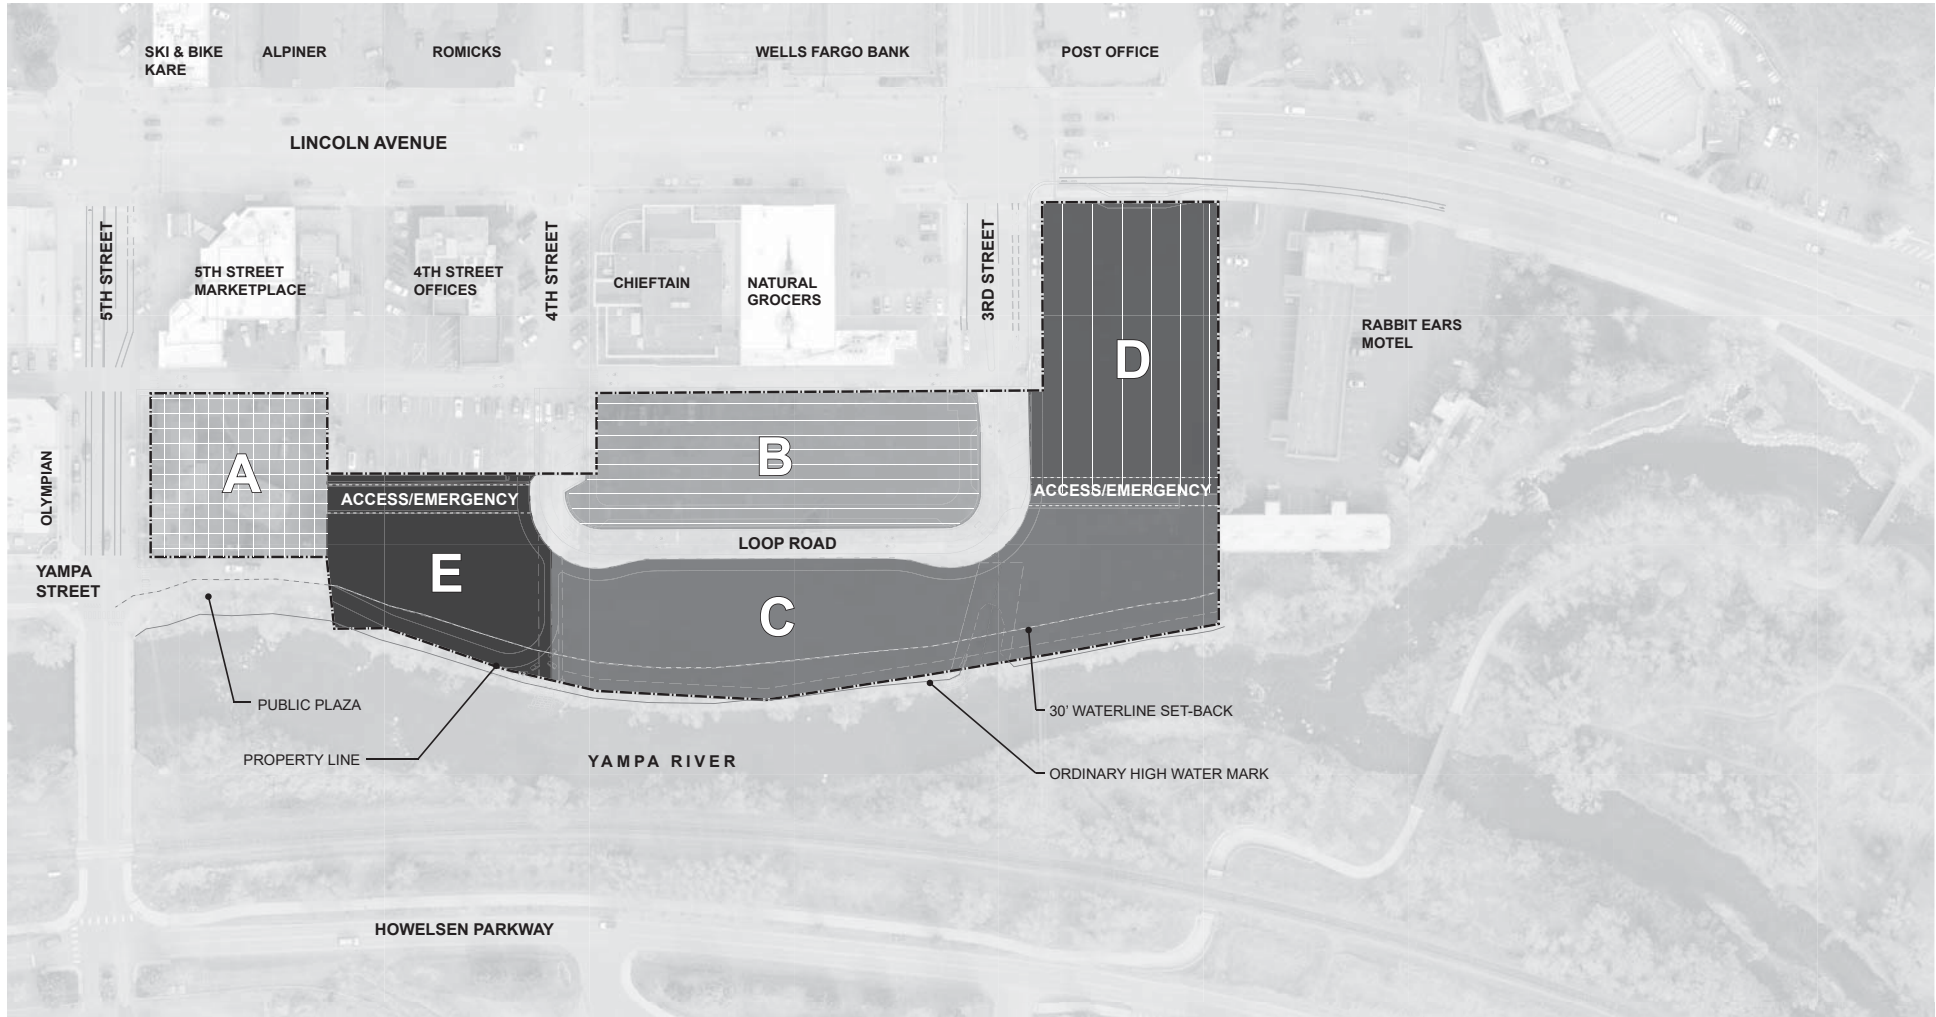 SKI & BIKE
KARE
ALPINER
ROMICKS
WELLS FARGO BANK
POST OFFICE
LINCOLN AVENUE
5TH STREET
5TH STREET
MARKETPLACE
4TH STREET
OFFICES
4TH STREET
CHIEFTAIN
NATURAL
GROCERS
3RD STREET
D
RABBIT EARS
MOTEL
OLYMPIAN
A
B
ACCESS/EMERGENCY
ACCESS/EMERGENCY
LOOP ROAD
YAMPA
STREET
E
C
PUBLIC PLAZA
30' WATERLINE SET-BACK
PROPERTY LINE
YAMPA RIVER
ORDINARY HIGH WATER MARK
HOWELSEN PARKWAY